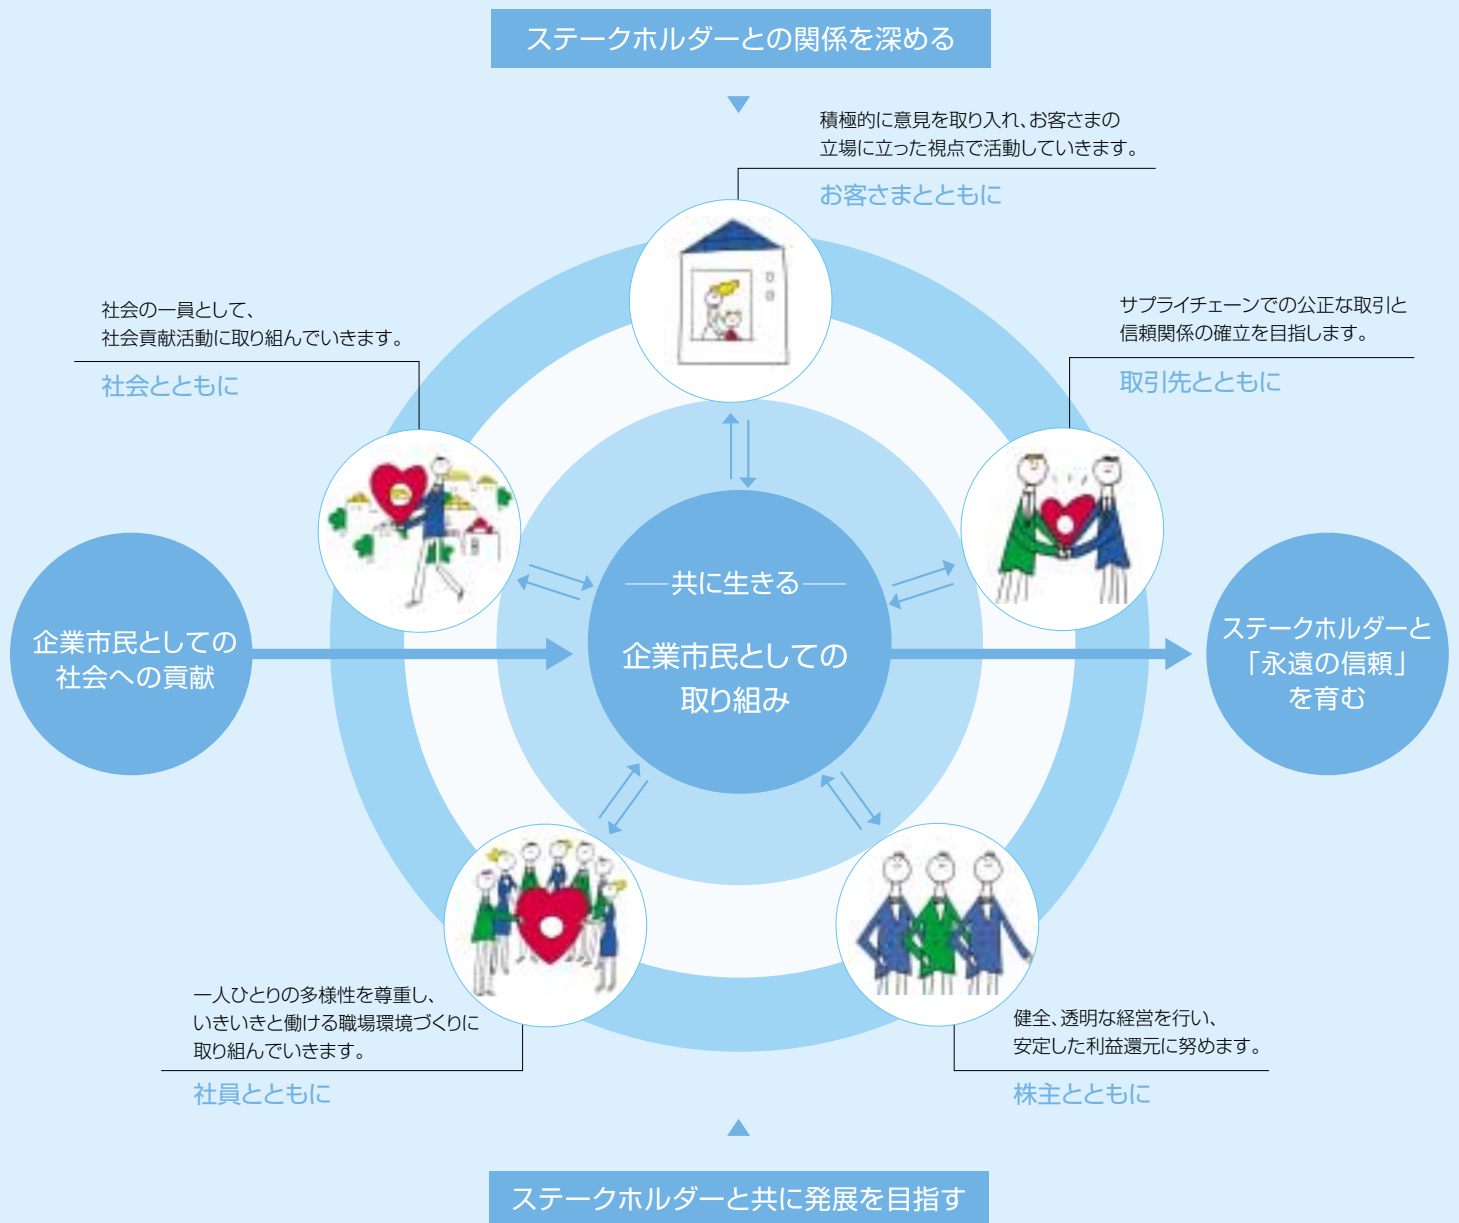 ステークホルダーとの関係を深める
積極的に意見を取り入れ、お客さまの
立場に立った視点で活動していきます。
お客さまとともに
社会の一員として、
社会貢献活動に取り組んでいきます。
社会とともに
サプライチェーンでの公正な取引と
信頼関係の確立を目指します。
取引先とともに
企業市民としての
社会への貢献
共に生きる
企業市民としての
取り組み
ステークホルダーと
「永遠の信頼」
を育む
一人ひとりの多様性を尊重し、
いきいきと働ける職場環境づくりに
取り組んでいきます。
社員とともに
健全、透明な経営を行い、
安定した利益還元に努めます。
株主とともに
ステークホルダーと共に発展を目指す